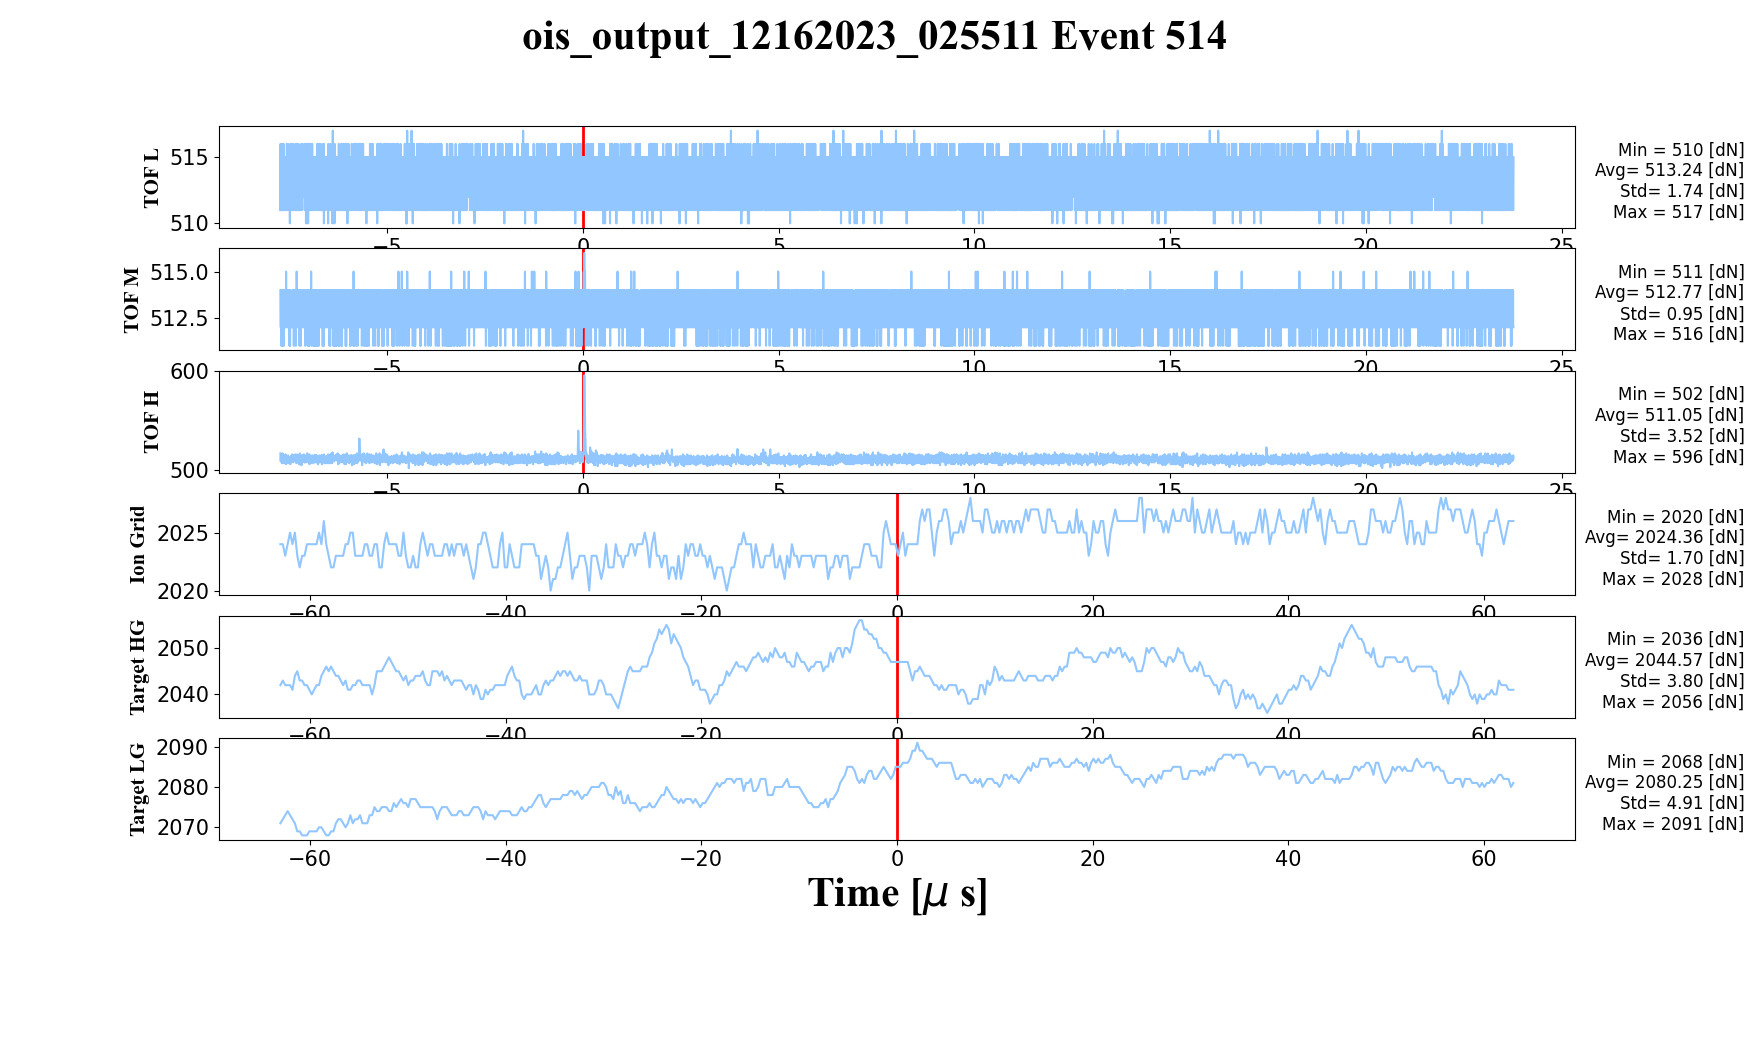 ois_output_12162023_025511 Event 514
TOF L
515
510
−5 0 5 10 15 20 25
Min = 510 [dN]
Avg= 513.24 [dN]
Std= 1.74 [dN]
Max = 517 [dN]
TOF M
515.0
512.5
−5 0 5 10 15 20 25
Min = 511 [dN]
Avg= 512.77 [dN]
Std= 0.95 [dN]
Max = 516 [dN]
TOF H
600
500
−5 0 5 10 15 20 25
Min = 502 [dN]
Avg= 511.05 [dN]
Std= 3.52 [dN]
Max = 596 [dN]
Ion Grid
2025
2020
−60 −40 −20 0 20 40 60
Min = 2020 [dN]
Avg= 2024.36 [dN]
Std= 1.70 [dN]
Max = 2028 [dN]
Target HG
2050
2040
−60 −40 −20 0 20 40 60
Min = 2036 [dN]
Avg= 2044.57 [dN]
Std= 3.80 [dN]
Max = 2056 [dN]
Target LG
2090
2080
2070
−60 −40 −20 0 20 40 60
Min = 2068 [dN]
Avg= 2080.25 [dN]
Std= 4.91 [dN]
Max = 2091 [dN]
Time [μ s]